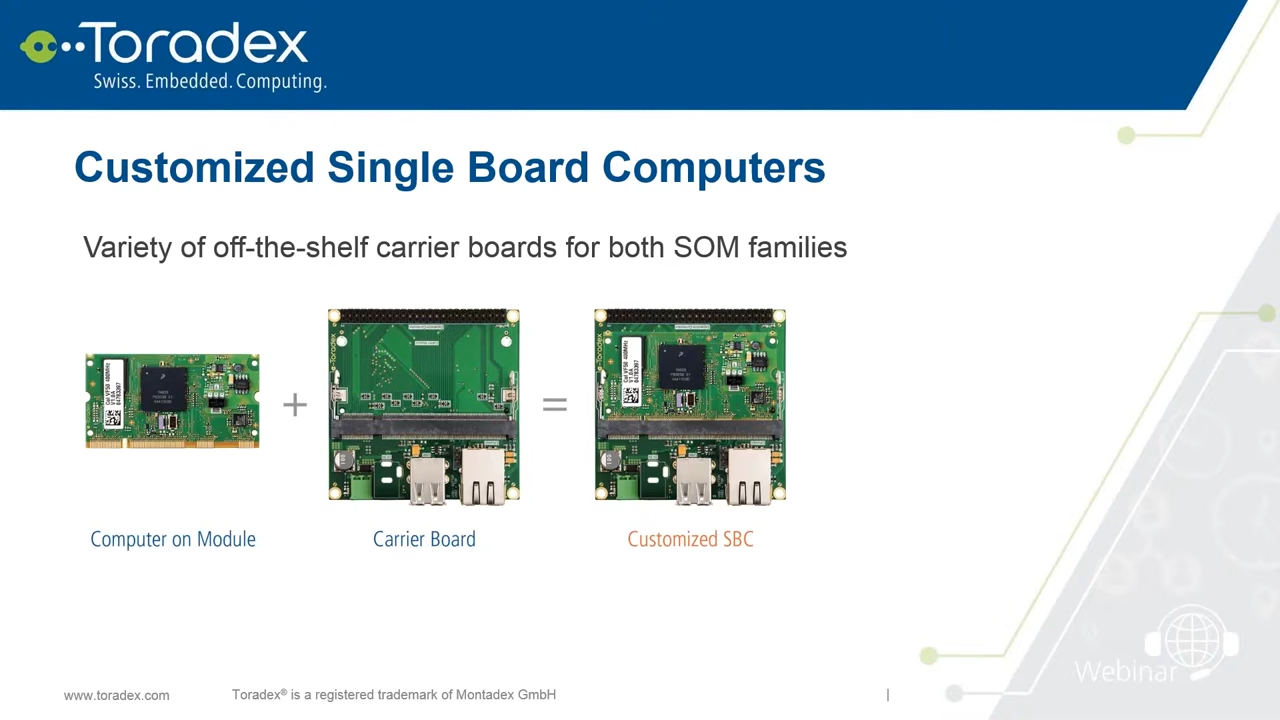 Toradex
Swiss. Embedded. Computing.
Customized Single Board Computers
Variety of off-the-shelf carrier boards for both SOM families
+
=
Computer on Module
Carrier Board
Customized SBC
Webinar
www.toradex.com
Toradex® is a registered trademark of Montadex GmbH
|